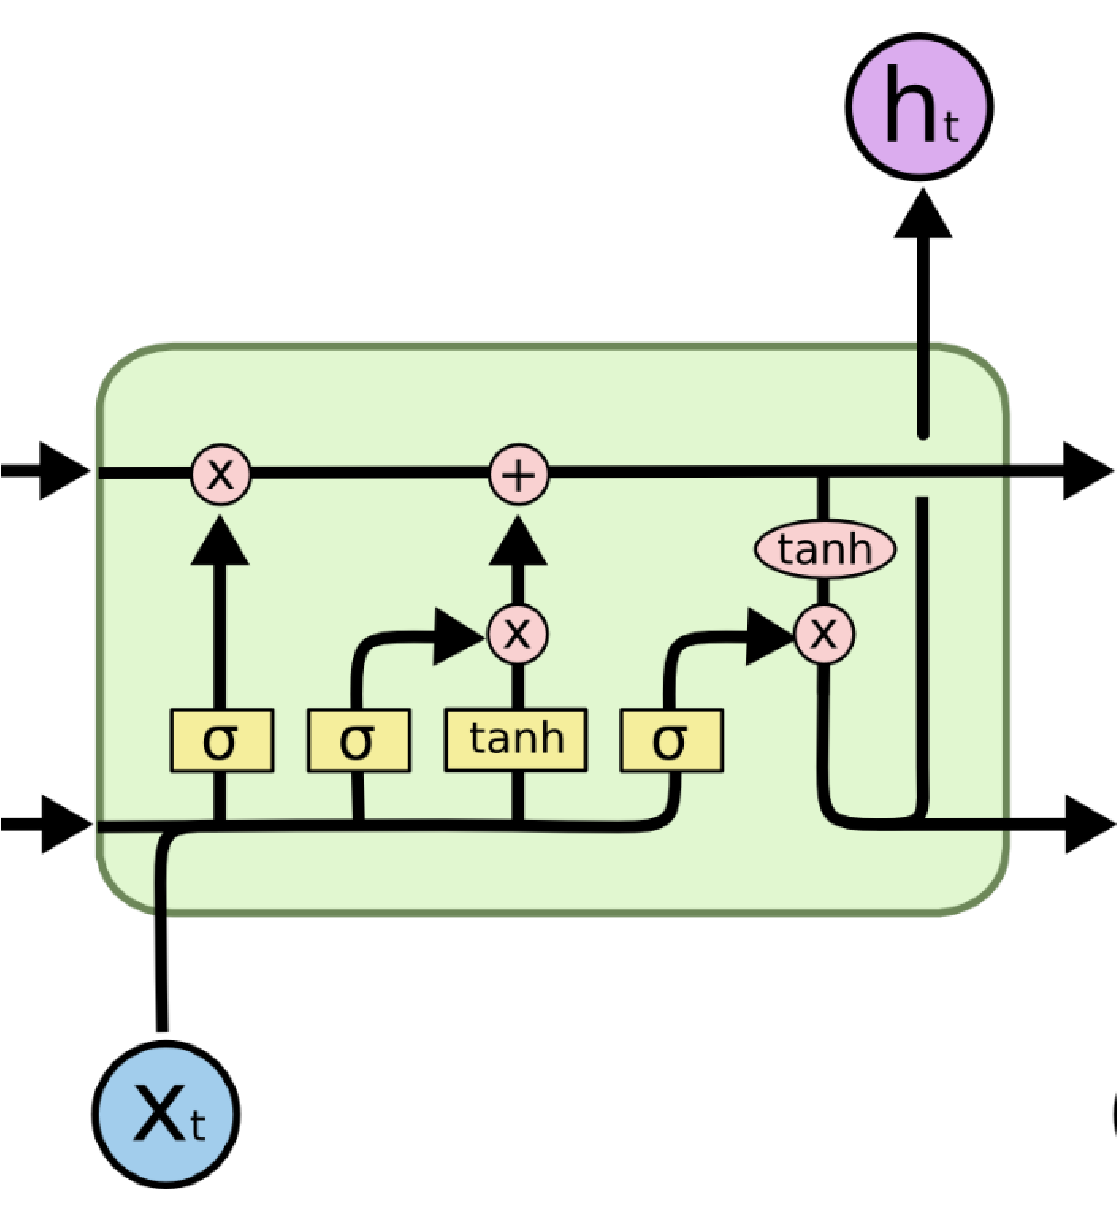 ht
x +
tanh
x x
σ σ tanh σ
xt